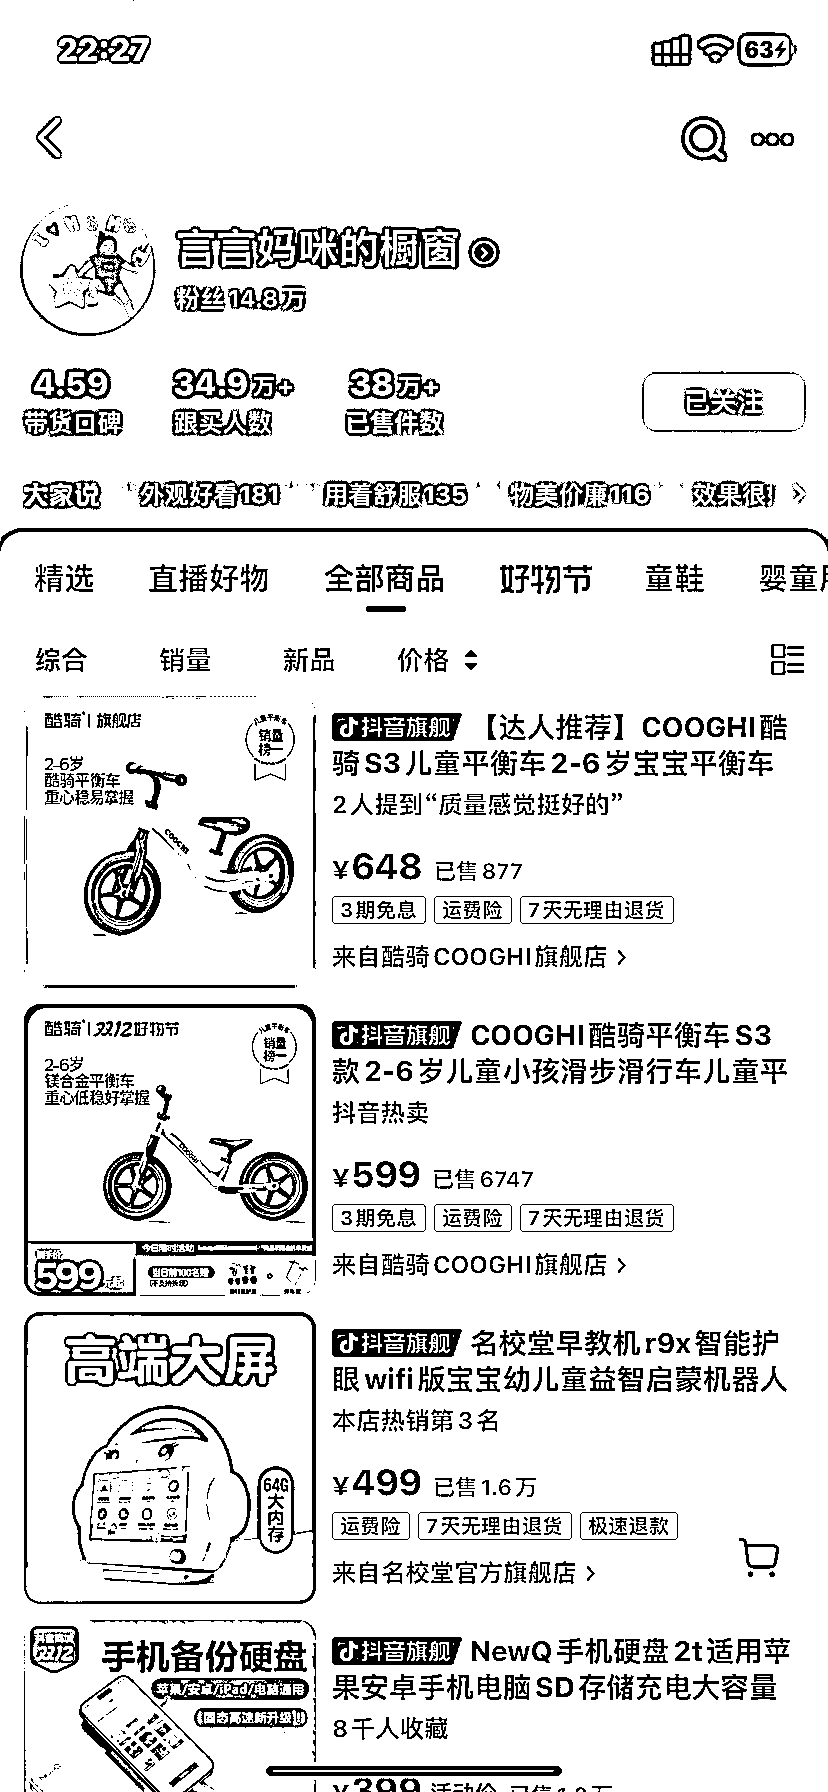 22:27
63
言言妈咪的橱窗
粉丝14.8万
4.59 34.9万+ 38万+
带货口碑 跟买人数 已售件数
已关注
大家说 外观好看181 用着舒服135 物美价廉116 效果很!
精选 直播好物 全部商品 好物节 童鞋 婴童用
综合 销量 新品 价格
酷骑 | 旗舰店
销量
榜一
2-6岁
酷骑平衡车
重心稳易掌握
COOGHI
抖音旗舰 【达人推荐】COOGHI酷
骑S3儿童平衡车2-6岁宝宝平衡车
2人提到“质量感觉挺好的”
¥648 已售877
3期免息 运费险 7天无理由退货
来自酷骑COOGHI旗舰店 >
酷骑 | 双12好物节
销量
榜一
2-6岁
镁合金平衡车
重心低稳好掌握
COOGHI
今日限时活动
599元起
抖音旗舰 COOGHI酷骑平衡车S3
款2-6岁儿童小孩滑步滑行车儿童平
抖音热卖
¥599 已售6747
3期免息 运费险 7天无理由退货
来自酷骑COOGHI旗舰店 >
高端大屏
64G
大内存
抖音旗舰 名校堂早教机r9x智能护
眼wifi版宝宝幼儿童益智启蒙机器人
本店热销第3名
¥499 已售1.6万
运费险 7天无理由退货 极速退款
来自名校堂官方旗舰店 >
手机备份硬盘
苹果/安卓/iPad/电脑通用
固态高速新升级
抖音旗舰 NewQ手机硬盘2t适用苹
果安卓手机电脑SD存储充电大容量
8千人收藏
¥399 活动价